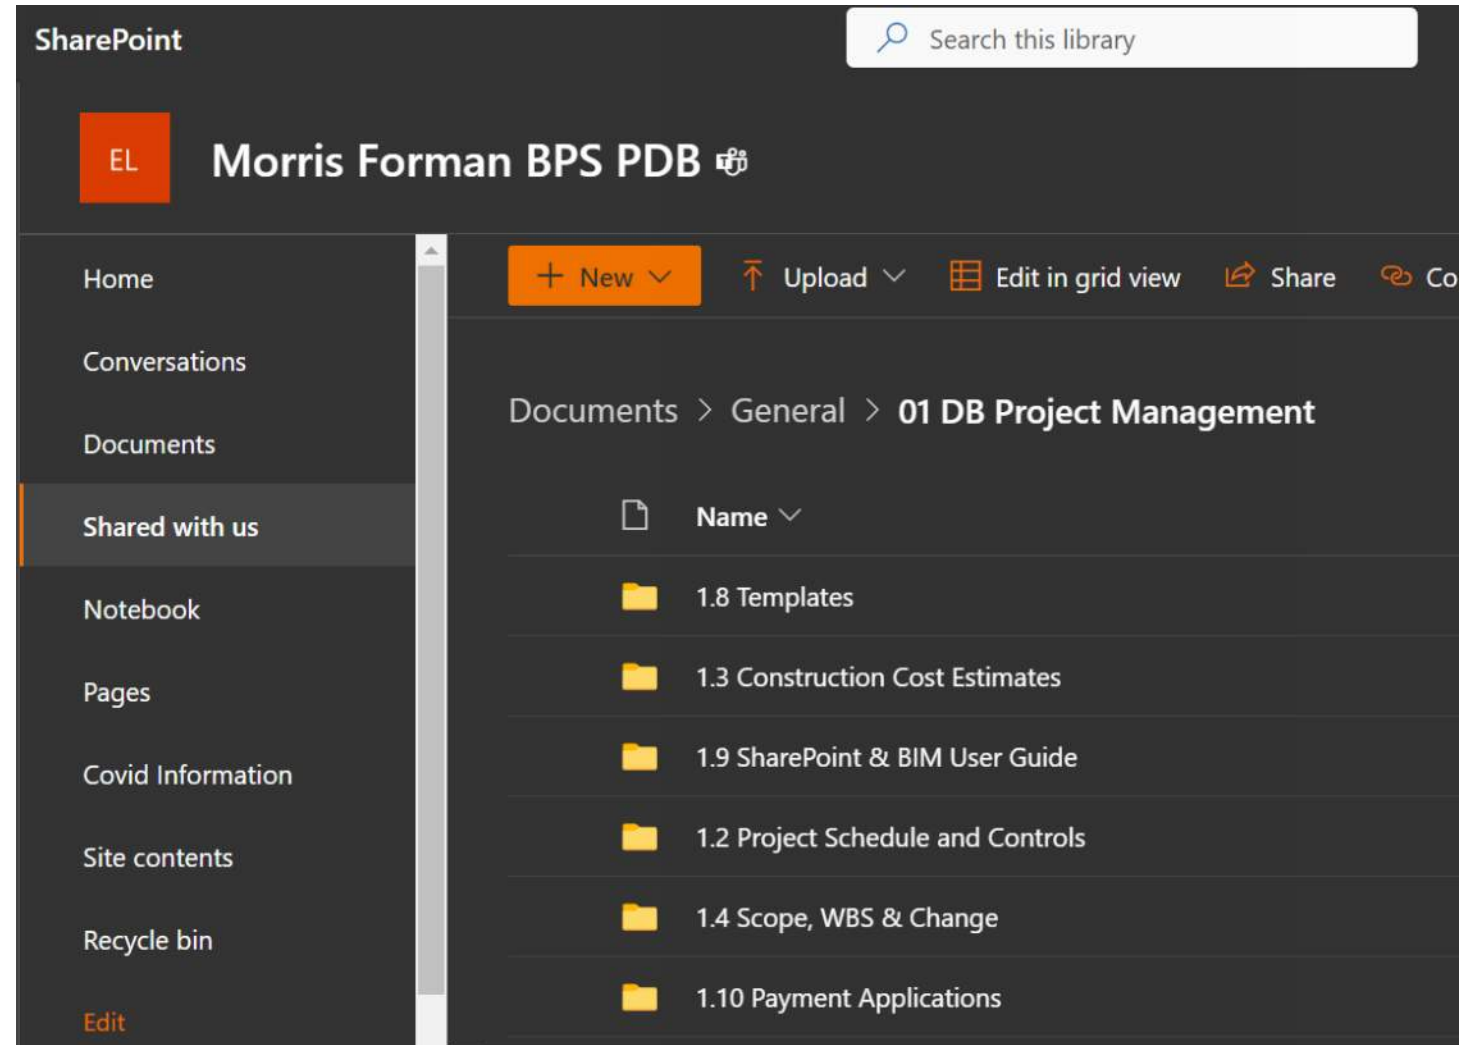 SharePoint
Search this library
EL
Morris Forman BPS PDB
Home
Conversations
Documents
Shared with us
Notebook
Pages
Covid Information
Site contents
Recycle bin
Edit
+ New
Upload
Edit in grid view
Share
Co
Documents > General > 01 DB Project Management
Name
1.8 Templates
1.3 Construction Cost Estimates
1.9 SharePoint & BIM User Guide
1.2 Project Schedule and Controls
1.4 Scope, WBS & Change
1.10 Payment Applications